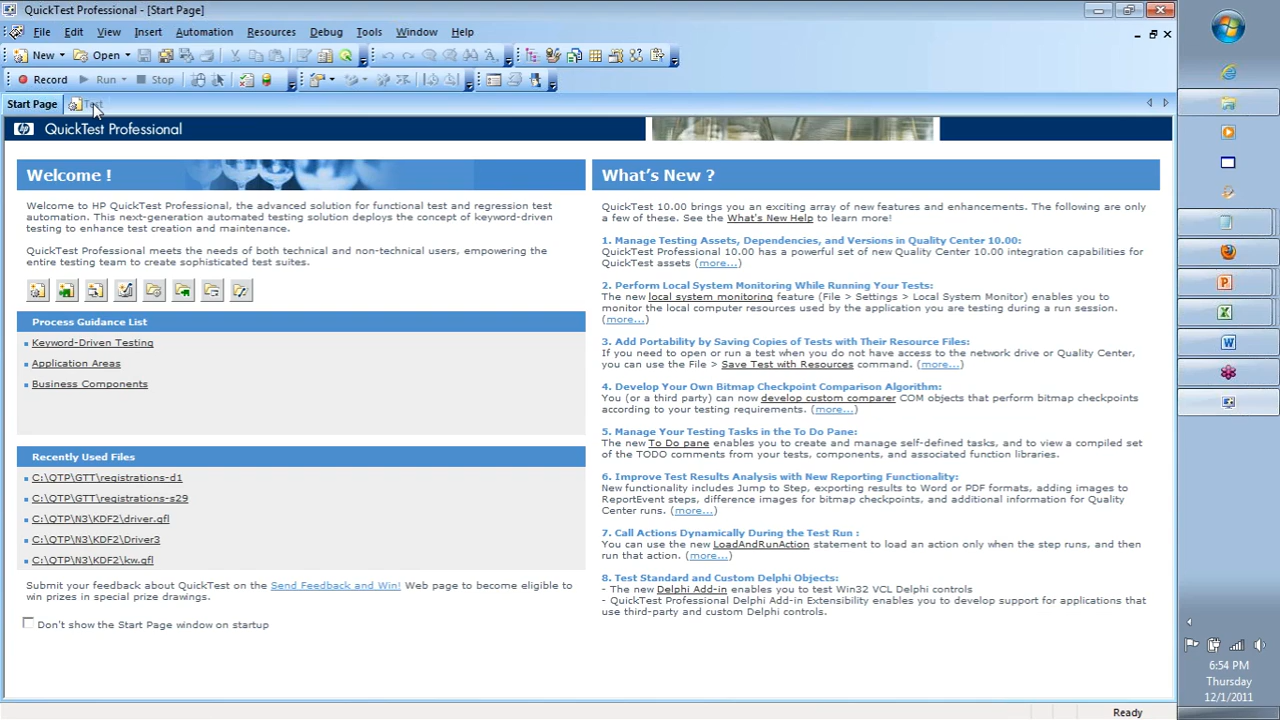 QuickTest Professional - [Start Page]
File Edit View Insert Automation Resources Debug Tools Window Help
New Open
Record Run Stop
Start Page Test
hp QuickTest Professional
Welcome !
Welcome to HP QuickTest Professional, the advanced solution for functional test and regression test
automation. This next-generation automated testing solution deploys the concept of keyword-driven
testing to enhance test creation and maintenance.
QuickTest Professional meets the needs of both technical and non-technical users, empowering the
entire testing team to create sophisticated test suites.
Process Guidance List
Keyword-Driven Testing
Application Areas
Business Components
Recently Used Files
C:\QTP\GTT\registrations-d1
C:\QTP\GTT\registrations-s29
C:\QTP\N3\KDF2\driver.qfl
C:\QTP\N3\KDF2\Driver3
C:\QTP\N3\KDF2\kw.qfl
Submit your feedback about QuickTest on the Send Feedback and Win! Web page to become eligible to
win prizes in special prize drawings.
Don't show the Start Page window on startup
What's New ?
QuickTest 10.00 brings you an exciting array of new features and enhancements. The following are only
a few of these. See the What's New Help to learn more!
1. Manage Testing Assets, Dependencies, and Versions in Quality Center 10.00:
QuickTest Professional 10.00 has a powerful set of new Quality Center 10.00 integration capabilities for
QuickTest assets (more...)
2. Perform Local System Monitoring While Running Your Tests:
The new local system monitoring feature (File > Settings > Local System Monitor) enables you to
monitor the local computer resources used by the application you are testing during a run session.
(more...)
3. Add Portability by Saving Copies of Tests with Their Resource Files:
If you need to open or run a test when you do not have access to the network drive or Quality Center,
you can use the File > Save Test with Resources command. (more...)
4. Develop Your Own Bitmap Checkpoint Comparison Algorithm:
You (or a third party) can now develop custom comparer COM objects that perform bitmap checkpoints
according to your testing requirements. (more...)
5. Manage Your Testing Tasks in the To Do Pane:
The new To Do pane enables you to create and manage self-defined tasks, and to view a compiled set
of the TODO comments from your tests, components, and associated function libraries.
6. Improve Test Results Analysis with New Reporting Functionality:
New functionality includes Jump to Step, exporting results to Word or PDF formats, adding images to
ReportEvent steps, difference images for bitmap checkpoints, and additional information for Quality
Center runs. (more...)
7. Call Actions Dynamically During the Test Run :
You can use the new LoadAndRunAction statement to load an action only when the step runs, and then
run that action. (more...)
8. Test Standard and Custom Delphi Objects:
- The new Delphi Add-in enables you to test Win32 VCL Delphi controls
- QuickTest Professional Delphi Add-in Extensibility enables you to develop support for applications that
use third-party and custom Delphi controls.
Ready
6:54 PM
Thursday
12/1/2011